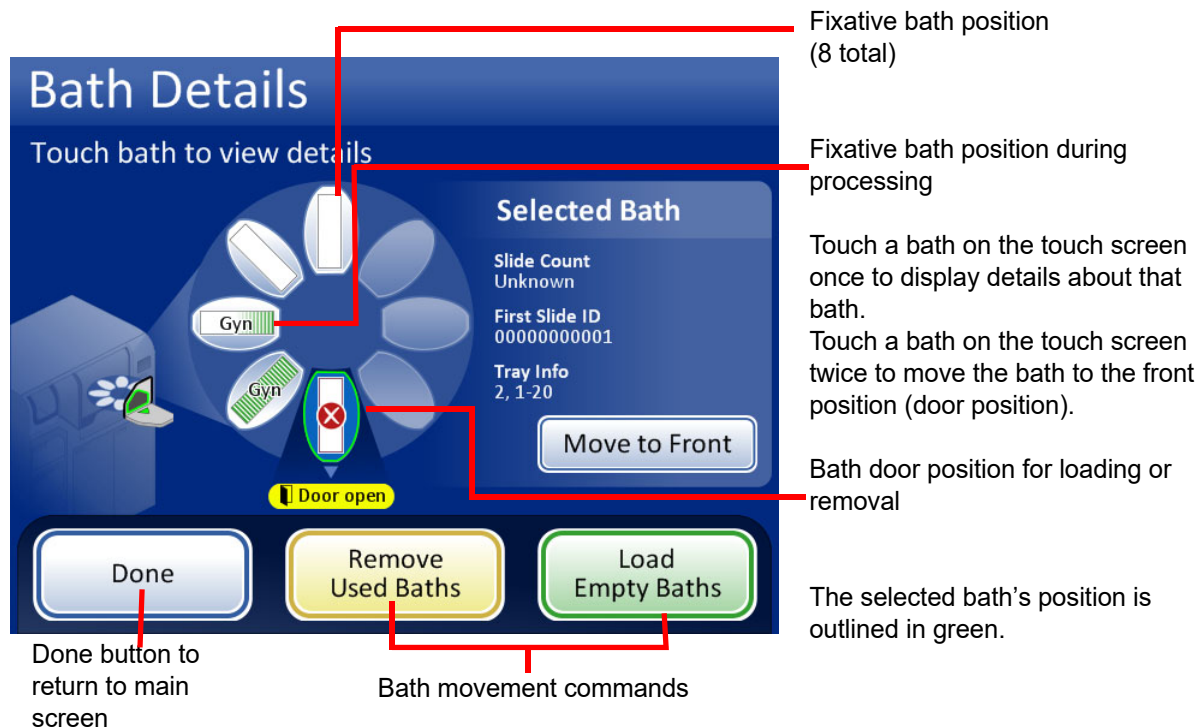 Fixative bath position
(8 total)
Bath Details
Touch bath to view details
Fixative bath position during
processing
Selected Bath
Slide Count
Unknown
First Slide ID
00000000001
Tray Info
2, 1-20
Gyn
Gyn
Move to Front
Door open
Touch a bath on the touch screen
once to display details about that
bath.
Touch a bath on the touch screen
twice to move the bath to the front
position (door position).
Bath door position for loading or
removal
Done
Remove
Used Baths
Load
Empty Baths
The selected bath’s position is
outlined in green.
Done button to
return to main
screen
Bath movement commands